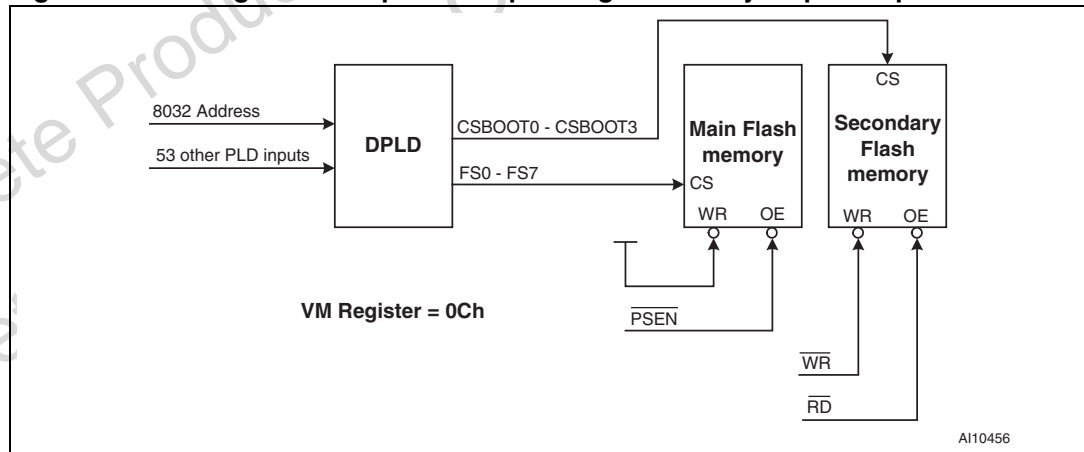 8032 Address
53 other PLD inputs
DPLD
CSBOOT0 - CSBOOT3
FS0 - FS7
Main Flash
memory
CS
WR OE
CS
Secondary
Flash
memory
WR OE
VM Register = 0Ch
PSEN
WR
RD
AI10456